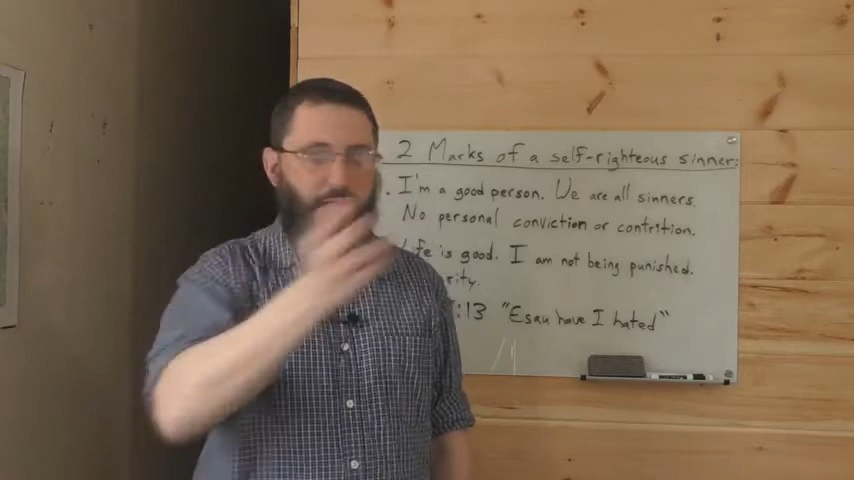 2 Marks of a self-righteous sinner:
. I'm a good person. We are all sinners.
No personal conviction or contrition.
ife is good. I am not being punished.
rity.
:13 "Esau have I hated"